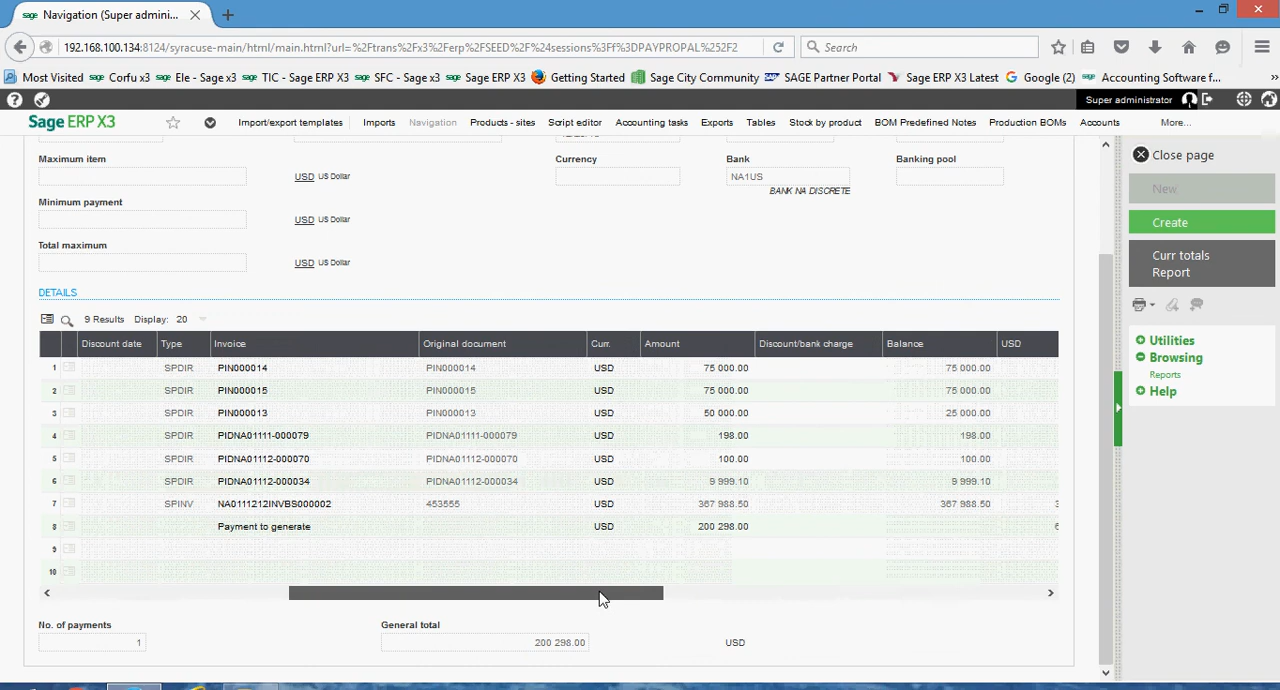 sage Navigation (Super admini... × +
192.168.100.134:8124/syracuse-main/html/main.html?url=%2Ftrans%2Fx3%2Ferp%2FSEED%2F%24sessions%3Ff%3DPAYPROPAL%252F2 Search
Most Visited sage Corfu x3 sage Ele - Sage x3 sage TIC - Sage ERP X3 sage SFC - Sage x3 sage Sage ERP X3 Getting Started Sage City Community SAP SAGE Partner Portal Sage ERP X3 Latest Google (2) sage Accounting Software f... »
? Super administrator
Sage ERP X3 Import/export templates Imports Navigation Products - sites Script editor Accounting tasks Exports Tables Stock by product BOM Predefined Notes Production BOMs Accounts More...
Close page
Maximum item Currency Bank Banking pool
USD US Dollar NA1US
BANK NA DISCRETE
New
Minimum payment
USD US Dollar
Create
Total maximum
USD US Dollar
Curr totals
Report
DETAILS
9 Results Display: 20
Utilities
Browsing
Reports
Help
Discount date Type Invoice Original document Curr. Amount Discount/bank charge Balance USD
1 SPDIR PIN000014 PIN000014 USD 75 000.00 75 000.00
2 SPDIR PIN000015 PIN000015 USD 75 000.00 75 000.00
3 SPDIR PIN000013 PIN000013 USD 50 000.00 25 000.00
4 SPDIR PIDNA01111-000079 PIDNA01111-000079 USD 198.00 198.00
5 SPDIR PIDNA01112-000070 PIDNA01112-000070 USD 100.00 100.00
6 SPDIR PIDNA01112-000034 PIDNA01112-000034 USD 9 999.10 9 999.10
7 SPINV NA0111212INVBS000002 453555 USD 367 988.50 367 988.50
8 Payment to generate USD 200 298.00
9
10
No. of payments General total
1 200 298.00 USD